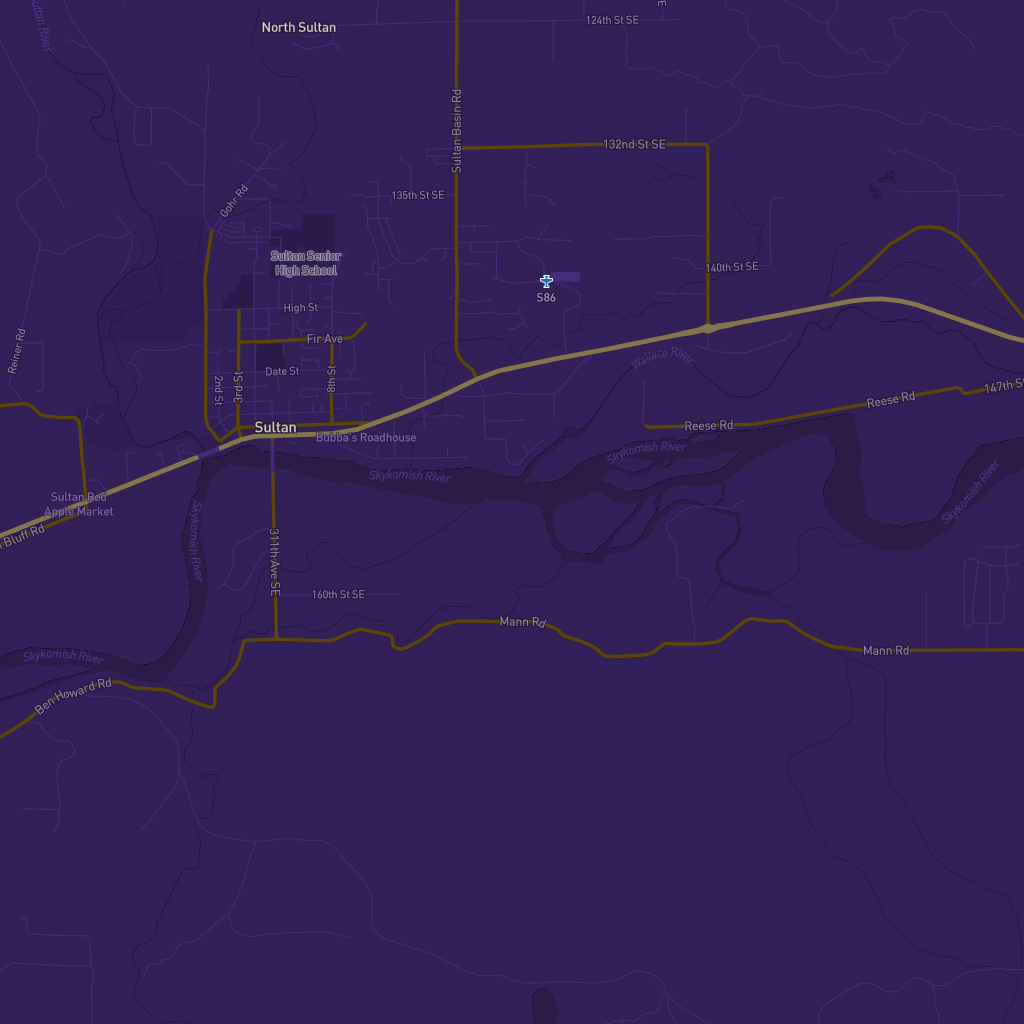 124th St SE
North Sultan
Sultan River
Sultan Basin Rd
132nd St SE
135th St SE
Gohr Rd
Sultan Senior
High School
140th St SE
S86
High St
Fir Ave
Wallace River
Reiner Rd
Date St
2nd St
3rd St
8th St
147th St
Reese Rd
Reese Rd
Sultan
Bubba's Roadhouse
Skykomish River
Skykomish River
Skykomish River
Sultan Red
Apple Market
Bluff Rd
Skykomish River
311th Ave SE
160th St SE
Mann Rd
Mann Rd
Skykomish River
Ben Howard Rd